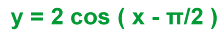 y = 2 cos ( x - π/2 )